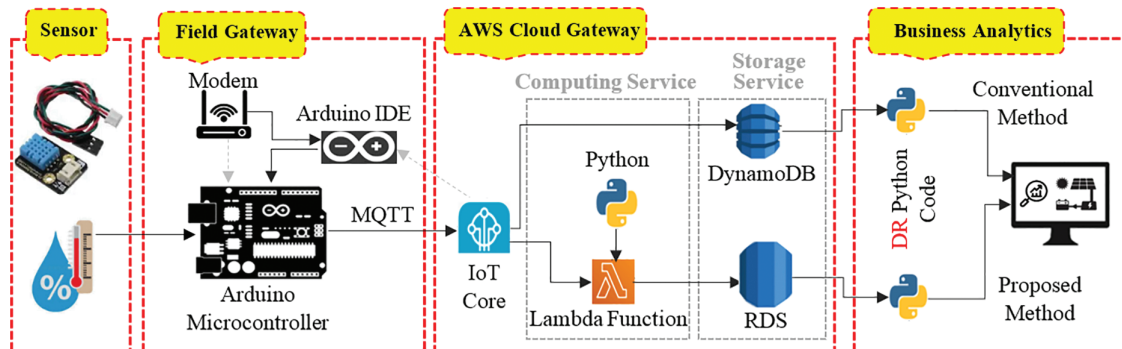 Sensor
Field Gateway
AWS Cloud Gateway
Business Analytics
Modem
Arduino IDE
MQTT
Arduino
Microcontroller
%
IoT
Core
Computing Service
Python
Lambda Function
Storage
Service
DynamoDB
RDS
Conventional
Method
DR Python
Code
Proposed
Method